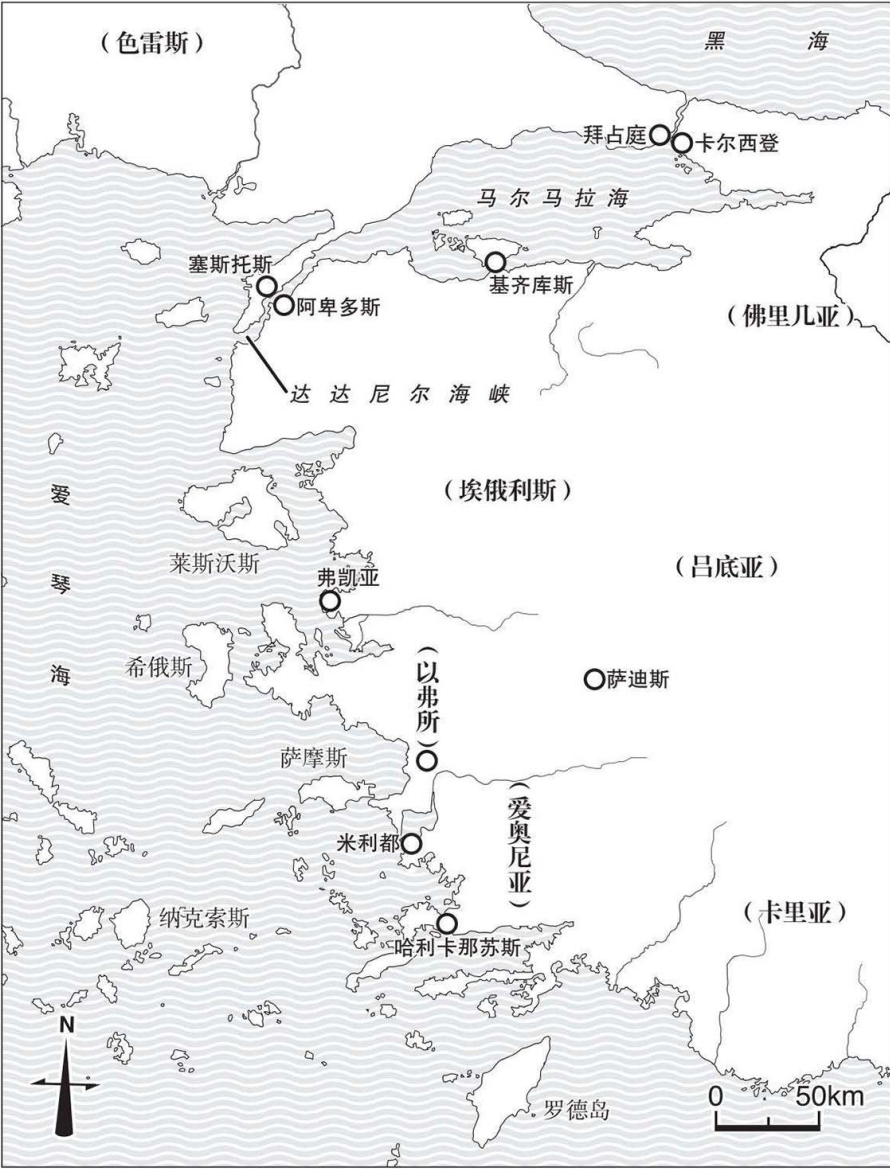 （色雷斯）
黑海
拜占庭
卡尔西登
马尔马拉海
塞斯托斯
基齐库斯
阿卑多斯
（佛里几亚）
达达尼尔海峡
（埃俄利斯）
爱琴海
莱斯沃斯
（吕底亚）
弗凯亚
希俄斯
（以弗所）
萨迪斯
萨摩斯
（爱奥尼亚）
米利都
纳克索斯
（卡里亚）
哈利卡那苏斯
N
罗德岛
0 50km